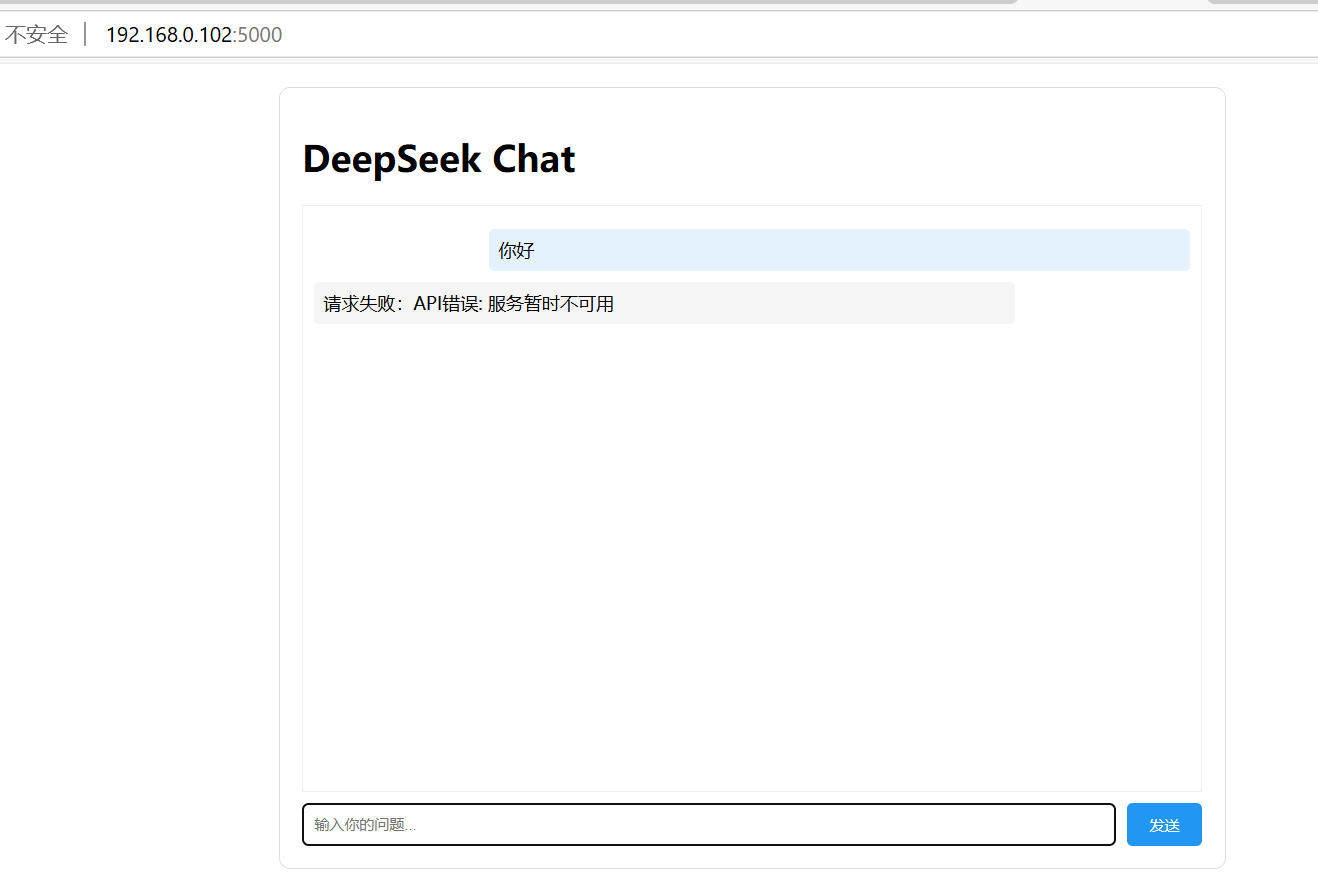 不安全 | 192.168.0.102:5000
DeepSeek Chat
你好
请求失败：API错误: 服务暂时不可用
输入你的问题...
发送